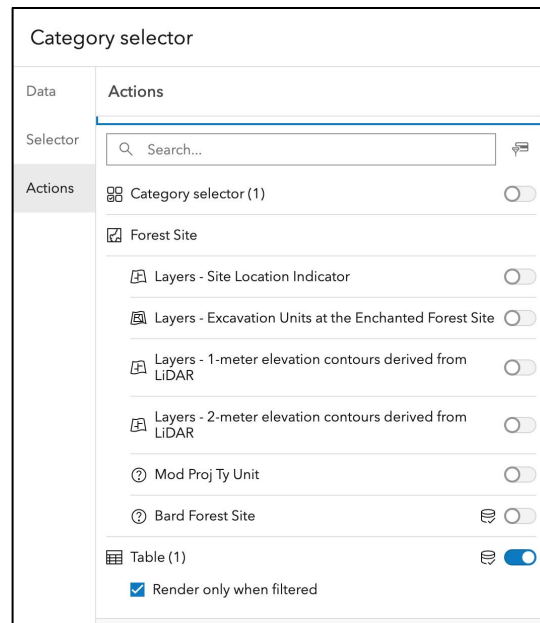 Category selector
Data
Selector
Actions
Actions
Search...
Category selector (1)
Forest Site
Layers - Site Location Indicator
Layers - Excavation Units at the Enchanted Forest Site
Layers - 1-meter elevation contours derived from
LiDAR
Layers - 2-meter elevation contours derived from
LiDAR
Mod Proj Ty Unit
Bard Forest Site
Table (1)
Render only when filtered